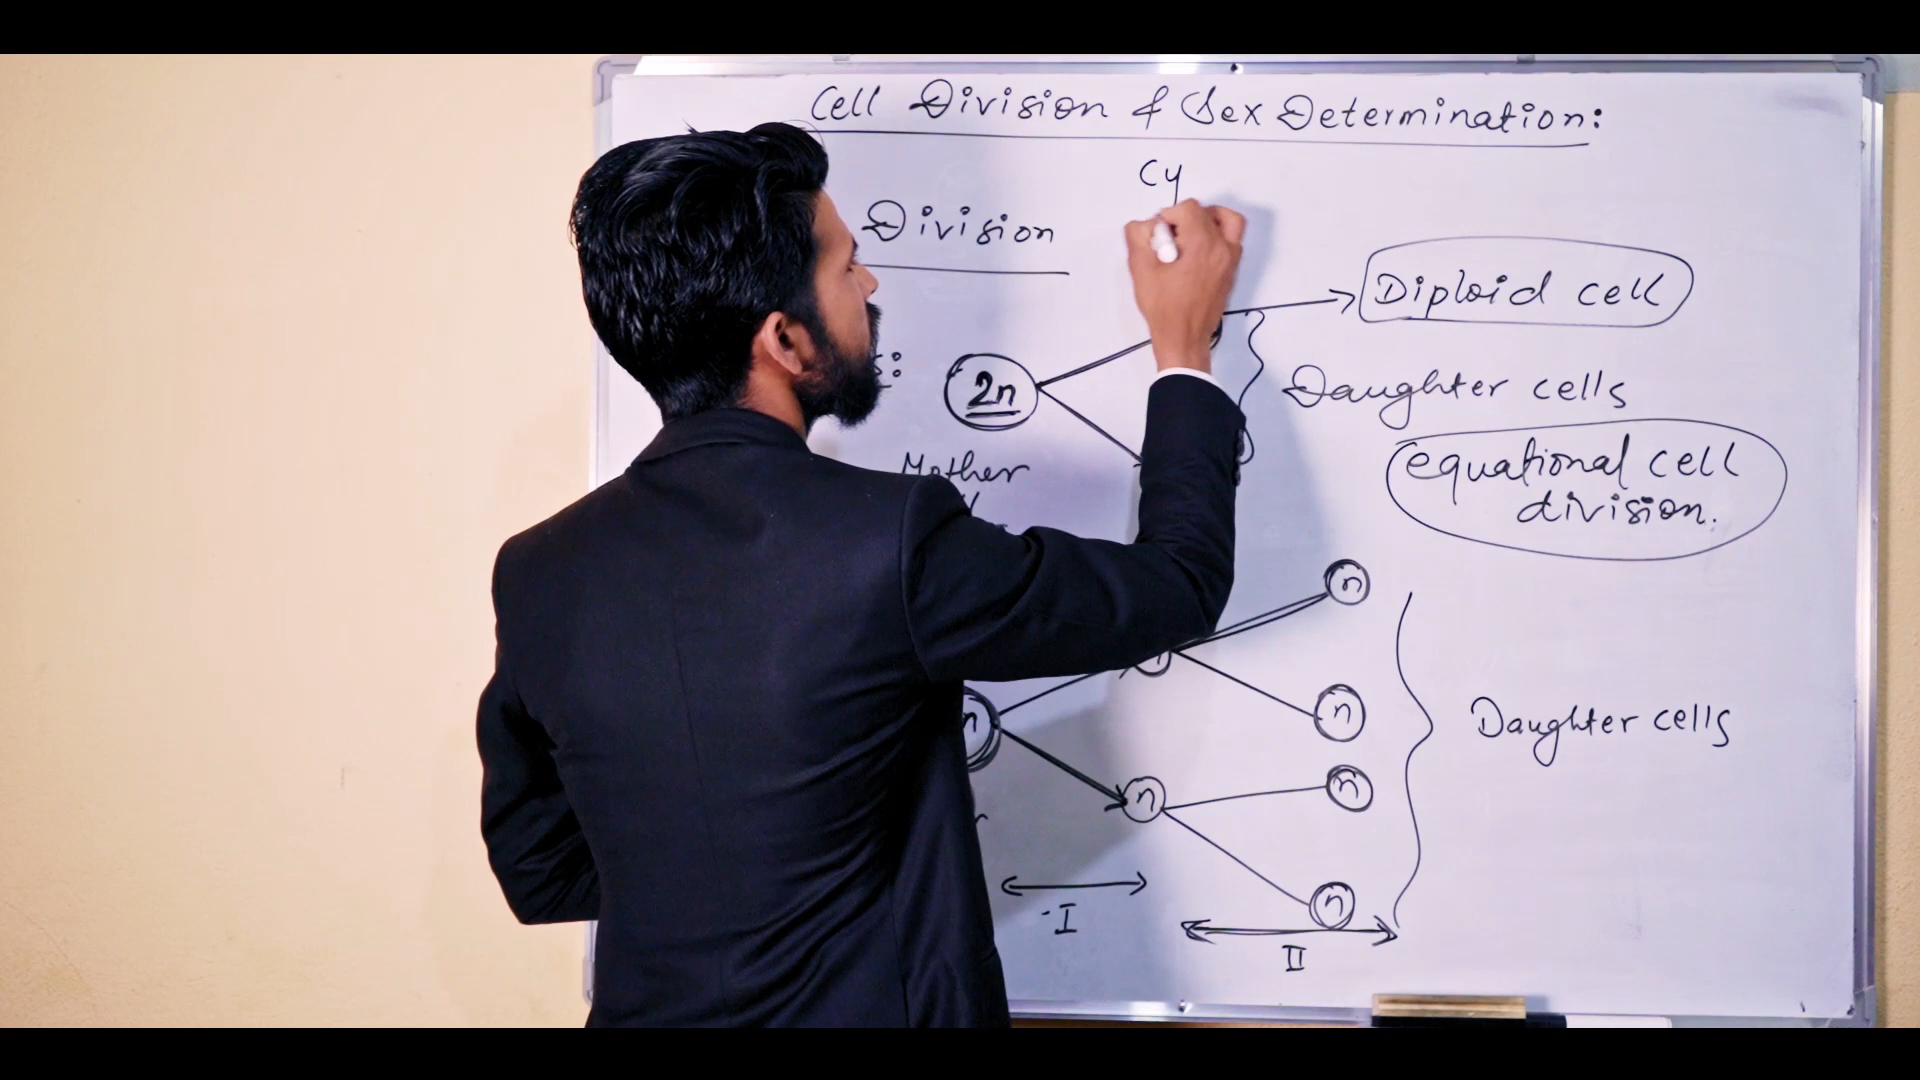 Cell Division & Sex Determination:
Cy
Division
Diploid cell
2n
Daughter cells
Mother
equational cell
division.
n
n
n
n
n
n
Daughter cells
I
II